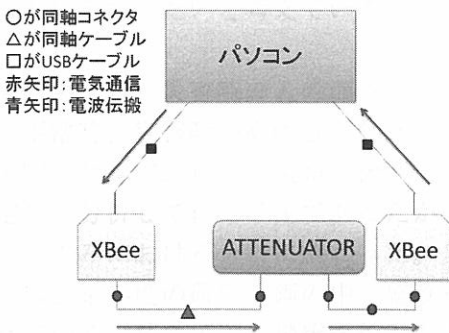 ○が同軸コネクタ
△が同軸ケーブル
□がUSBケーブル
赤矢印:電気通信
青矢印:電波伝搬
パソコン
XBee
ATTENUATOR
XBee